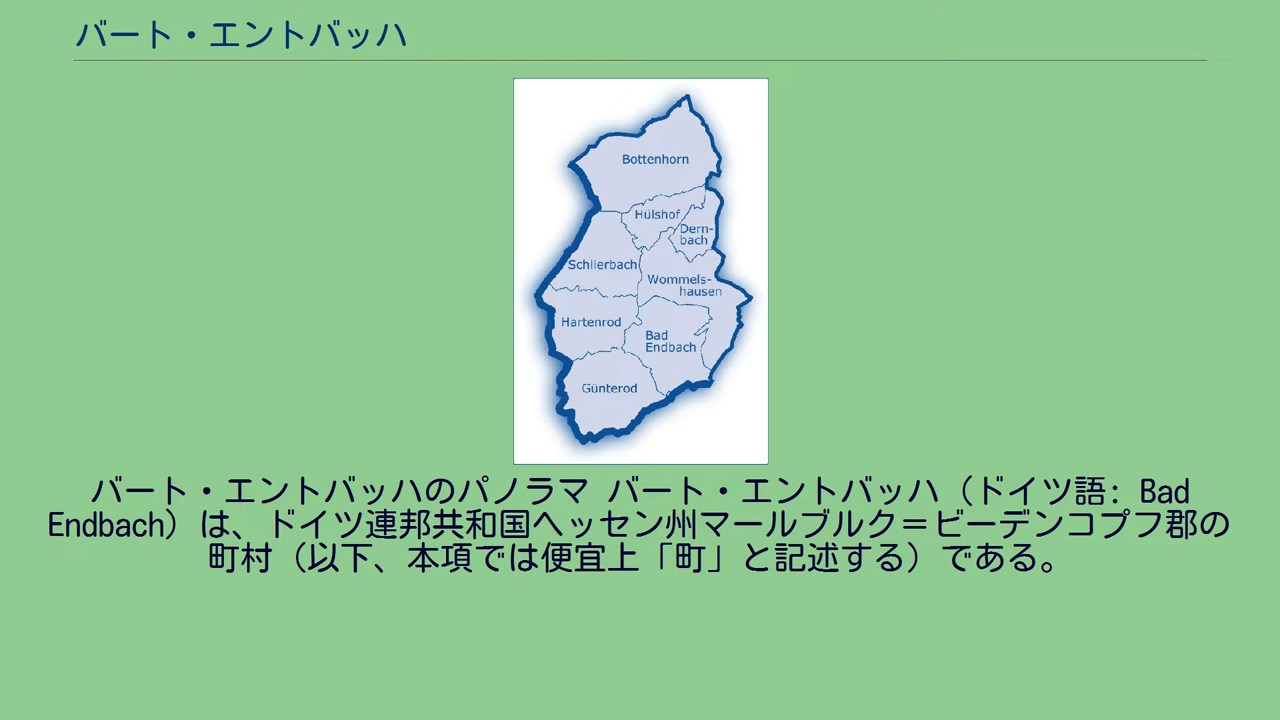 バート・エントバッハ
Bottenhorn
Hülshof
Dern-
bach
Schlierbach
Wommels-
hausen
Hartenrod
Bad
Endbach
Günterod
バート・エントバッハのパノラマ バート・エントバッハ（ドイツ語: Bad
Endbach）は、ドイツ連邦共和国ヘッセン州マールブルク＝ビーデンコプフ郡の
町村（以下、本項では便宜上「町」と記述する）である。